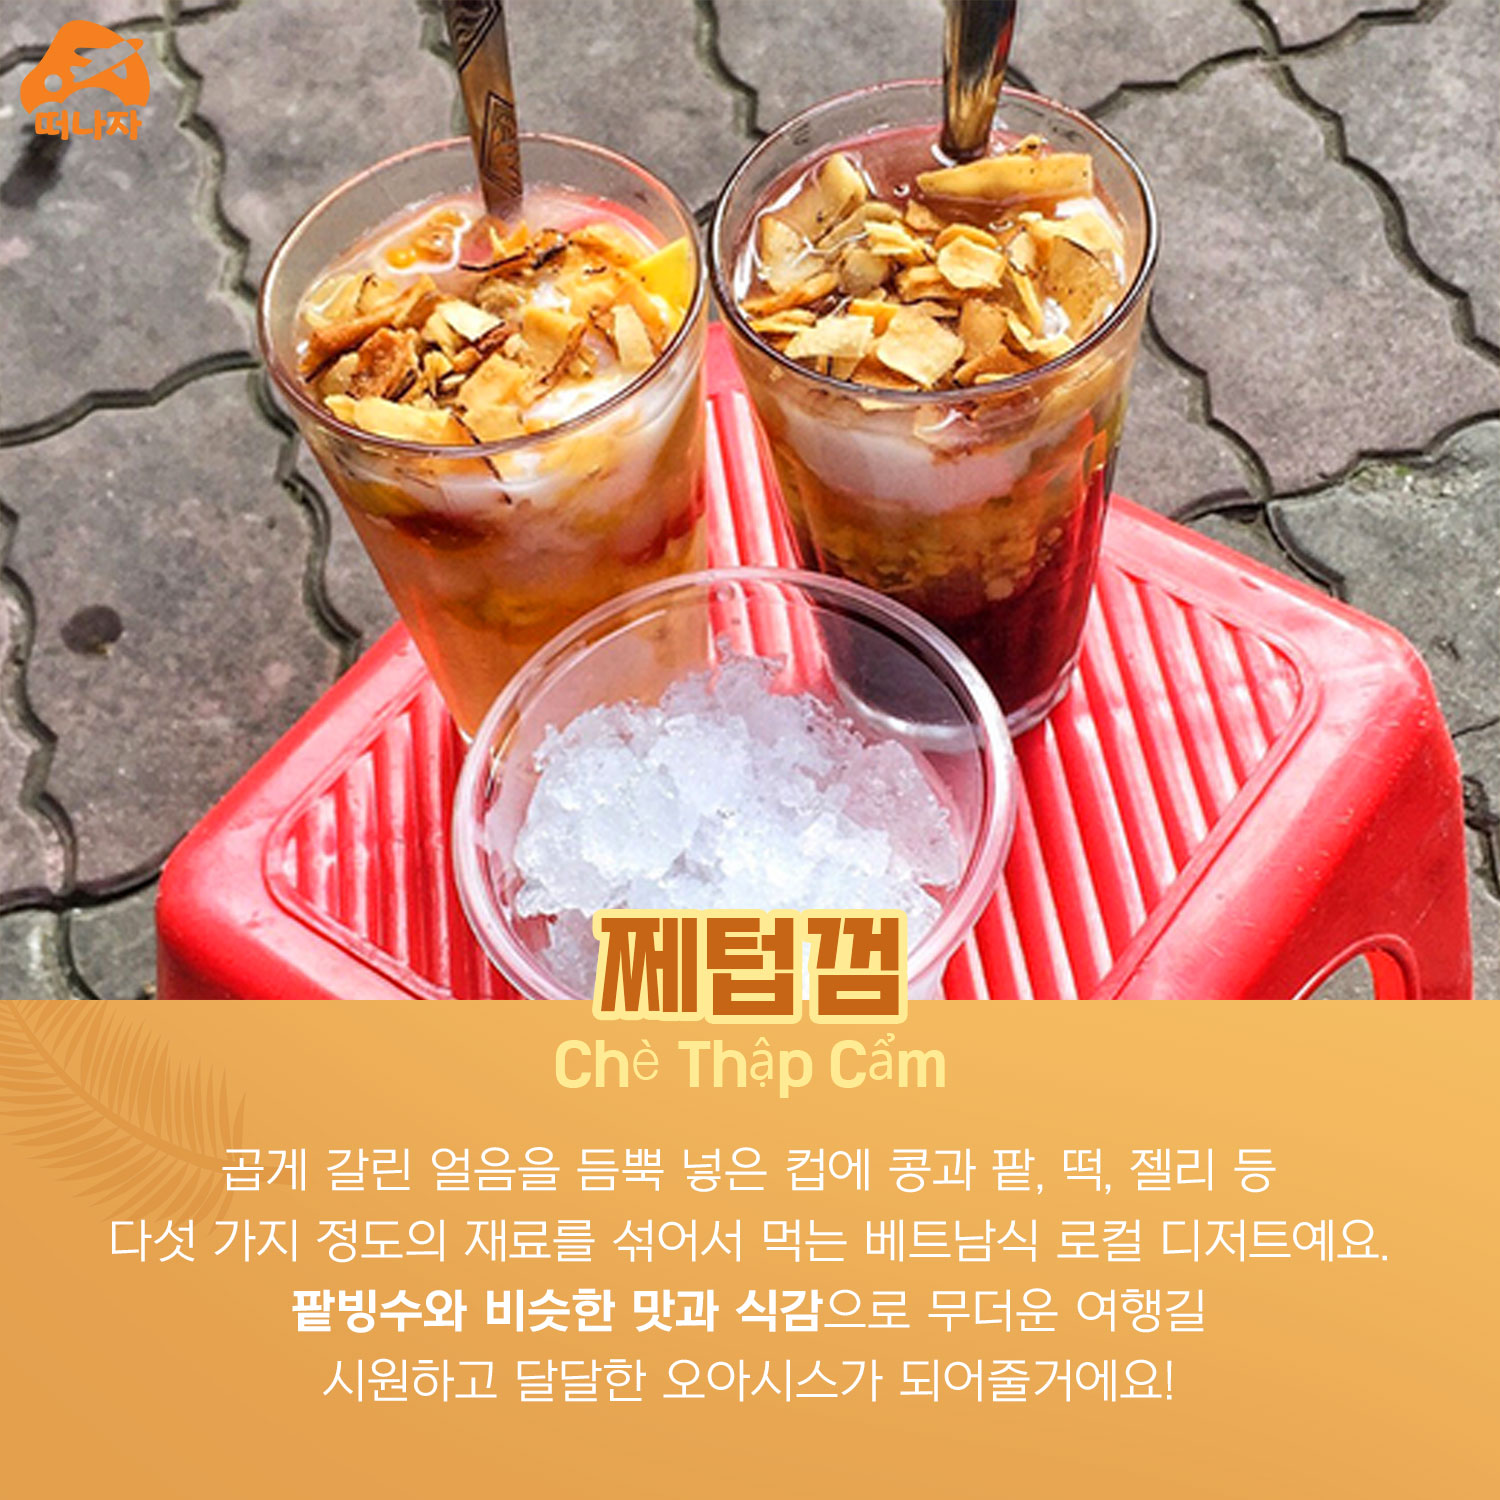 떠나자
쩨텁껌
Chè Thập Cẩm
곱게 갈린 얼음을 듬뿍 넣은 컵에 콩과 팥, 떡, 젤리 등
다섯 가지 정도의 재료를 섞어서 먹는 베트남식 로컬 디저트예요.
팥빙수와 비슷한 맛과 식감으로 무더운 여행길
시원하고 달달한 오아시스가 되어줄거에요!